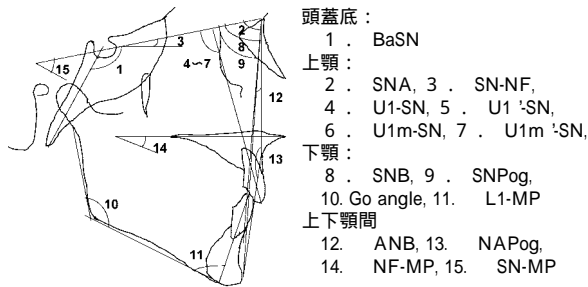 頭蓋底：
1． BaSN
上顎：
2． SNA, 3． SN-NF,
4． U1-SN, 5． U1'-SN,
6． U1m-SN, 7． U1m'-SN,
下顎：
8． SNB, 9． SNPog,
10. Go angle, 11. L1-MP
上下顎間
12. ANB, 13. NAPog,
14. NF-MP, 15. SN-MP
2
3
8
15
1
4〜7
9
12
14
13
10
11